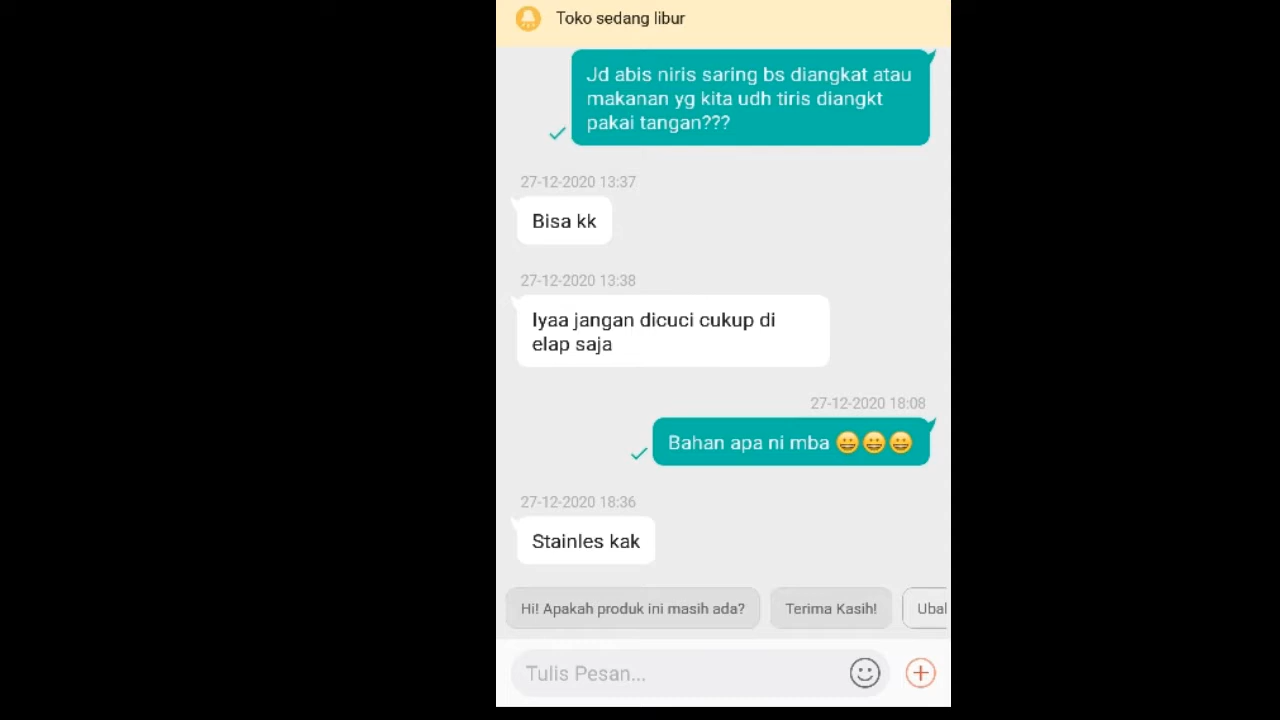 Toko sedang libur
Jd abis niris saring bs diangkat atau
makanan yg kita udh tiris diangkt
pakai tangan???
27-12-2020 13:37
Bisa kk
27-12-2020 13:38
Iyaa jangan dicuci cukup di
elap saja
27-12-2020 18:08
Bahan apa ni mba 😀😀😀
27-12-2020 18:36
Stainles kak
Hi! Apakah produk ini masih ada?
Terima Kasih!
Ubal
Tulis Pesan...